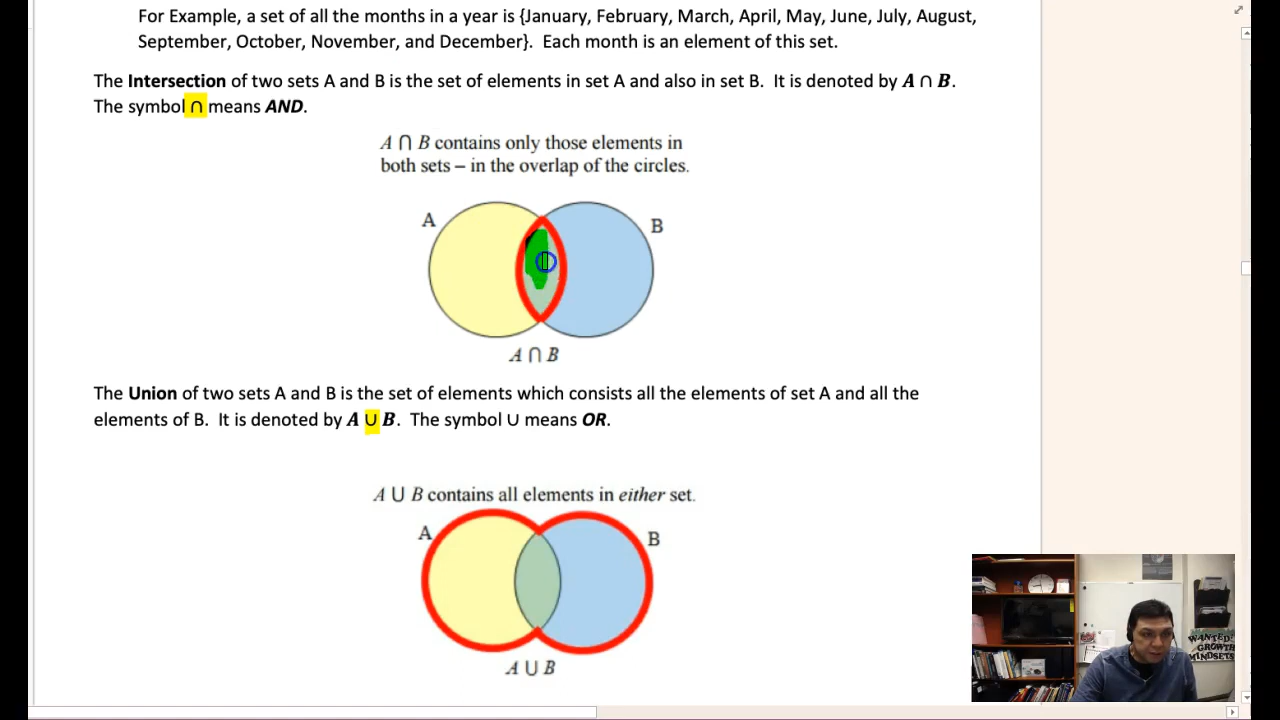 For Example, a set of all the months in a year is {January, February, March, April, May, June, July, August,
September, October, November, and December}.  Each month is an element of this set.
The Intersection of two sets A and B is the set of elements in set A and also in set B.  It is denoted by A ∩ B.
The symbol ∩ means AND.
A ∩ B contains only those elements in
both sets – in the overlap of the circles.
A
B
A ∩ B
The Union of two sets A and B is the set of elements which consists all the elements of set A and all the
elements of B.  It is denoted by A ∪ B.  The symbol ∪ means OR.
A ∪ B contains all elements in either set.
A
B
A ∪ B
WANTED:
GROWTH
MINDSETS